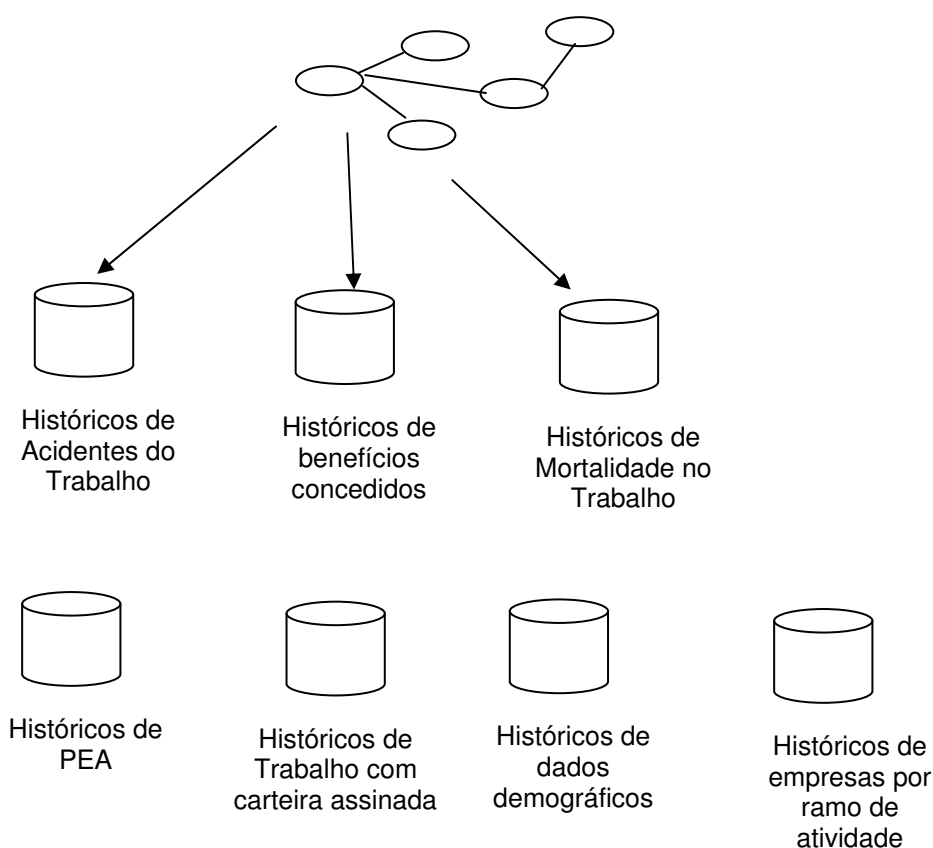 Históricos de
Acidentes do
Trabalho
Históricos de
benefícios
concedidos
Históricos de
Mortalidade no
Trabalho
Históricos de
PEA
Históricos de
Trabalho com
carteira assinada
Históricos de
dados
demográficos
Históricos de
empresas por
ramo de
atividade